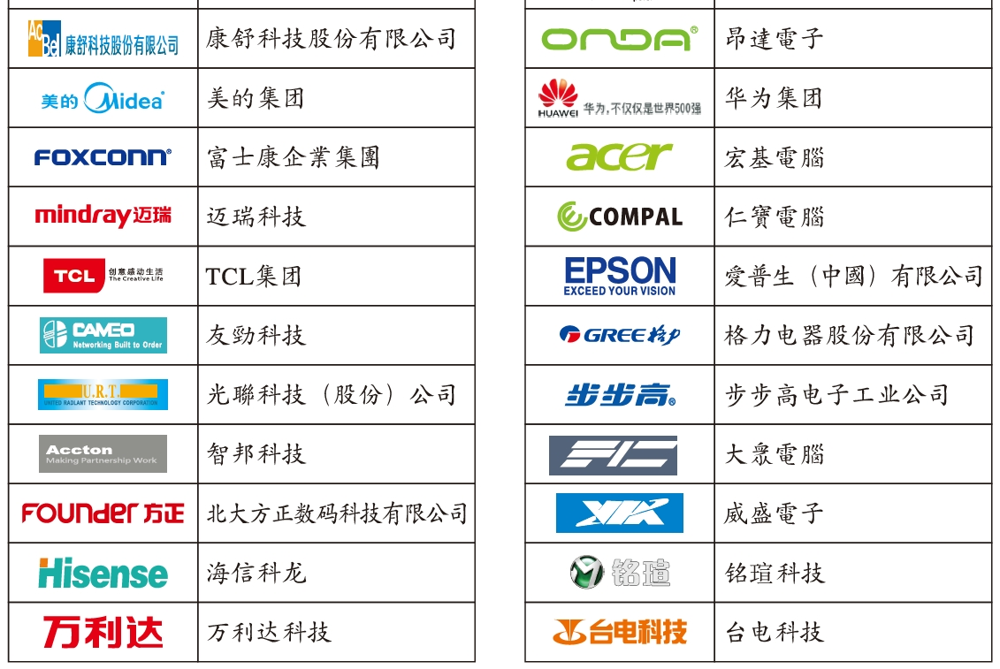 AcBel 康舒科技股份有限公司 康舒科技股份有限公司
美的 Midea® 美的集团
FOXCONN® 富士康企業集團
mindray迈瑞 迈瑞科技
TCL 创意感动生活 The Creative Life TCL集团
CAMEO Networking Built to Order 友勁科技
U.R.T. UNITED RADIANT TECHNOLOGY CORPORATION 光聯科技（股份）公司
Accton Making Partnership Work 智邦科技
FOUNDER 方正 北大方正数码科技有限公司
Hisense 海信科龙
万利达 万利达科技
ONDA® 昂達電子
HUAWEI 华为,不仅仅是世界500强 华为集团
acer 宏基電腦
COMPAL 仁寶電腦
EPSON EXCEED YOUR VISION 愛普生（中國）有限公司
GREE格力 格力电器股份有限公司
步步高® 步步高电子工业公司
FIC 大眾電腦
VIA 威盛電子
铭瑄 铭瑄科技
台电科技 台电科技